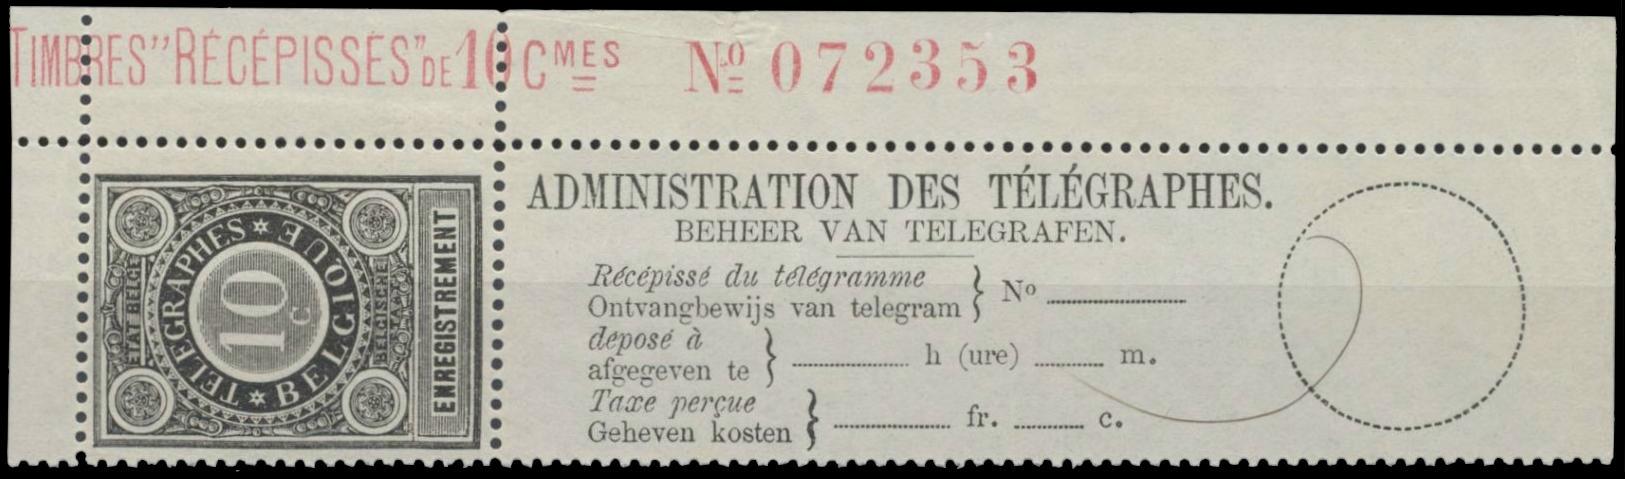 TIMBRES "RÉCÉPISSÉS" DE 10 CMES Nº 072353
TELEGRAPHES * BELGIQUE *
10 c
ETAT BELGE
BELGISCHE STAAT
ENREGISTREMENT
ADMINISTRATION DES TÉLÉGRAPHES.
BEHEER VAN TELEGRAFEN.
Récépissé du télégramme
Ontvangbewijs van telegram } Nº
déposé à
afgegeven te } h (ure) m.
Taxe perçue
Geheven kosten } fr. c.